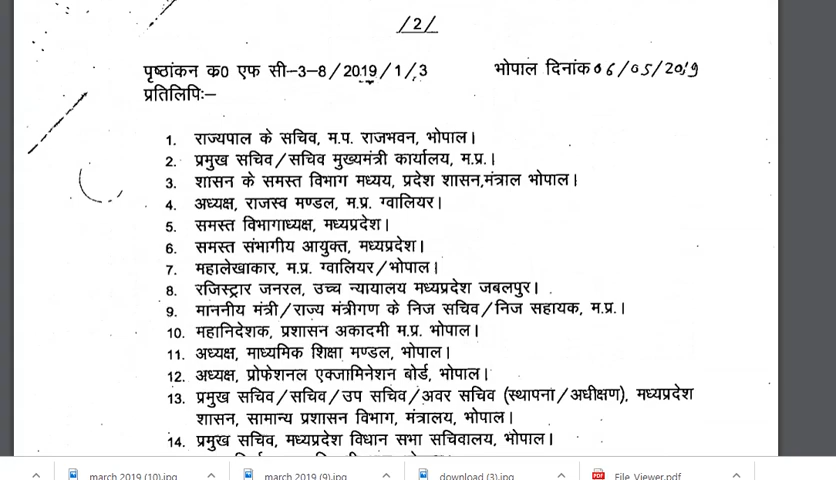 /2/
पृष्ठांकन क0 एफ सी–3–8/2019/1/3 भोपाल दिनांक 06/05/2019
प्रतिलिपिः–
1. राज्यपाल के सचिव, म.प. राजभवन, भोपाल।
2. प्रमुख सचिव/सचिव मुख्यमंत्री कार्यालय, म.प्र.।
3. शासन के समस्त विभाग मध्यय, प्रदेश शासन,मंत्राल भोपाल।
4. अध्यक्ष, राजस्व मण्डल, म.प्र. ग्वालियर।
5. समस्त विभागाध्यक्ष, मध्यप्रदेश।
6. समस्त संभागीय आयुक्त, मध्यप्रदेश।
7. महालेखाकार, म.प्र. ग्वालियर/भोपाल।
8. रजिस्ट्रार जनरल, उच्च न्यायालय मध्यप्रदेश जबलपुर।
9. माननीय मंत्री/राज्य मंत्रीगण के निज सचिव/निज सहायक, म.प्र.।
10. महानिदेशक, प्रशासन अकादमी म.प्र. भोपाल।
11. अध्यक्ष, माध्यमिक शिक्षा मण्डल, भोपाल।
12. अध्यक्ष, प्रोफेशनल एक्जामिनेशन बोर्ड, भोपाल।
13. प्रमुख सचिव/सचिव/उप सचिव/अवर सचिव (स्थापना/अधीक्षण), मध्यप्रदेश
शासन, सामान्य प्रशासन विभाग, मंत्रालय, भोपाल।
14. प्रमुख सचिव, मध्यप्रदेश विधान सभा सचिवालय, भोपाल।
march 2019 (10).jpg march 2019 (9).jpg download (3).jpg File Viewer.pdf